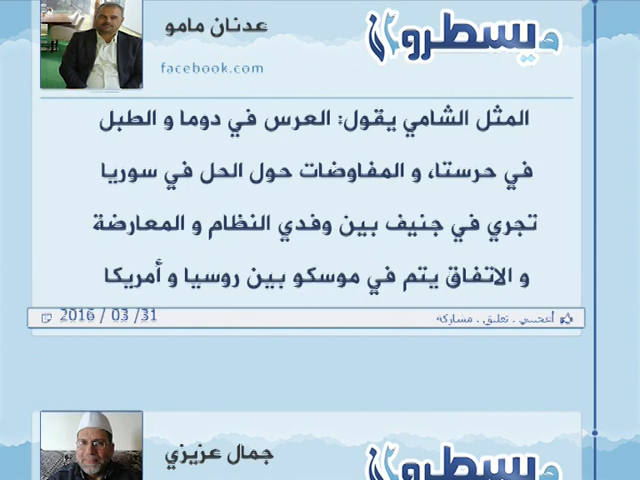 عدنان مامو
و يسطرون
facebook.com
المثل الشامي يقول: العرس في دوما و الطبل
في حرستا، و المفاوضات حول الحل في سوريا
تجري في جنيف بين وفدي النظام و المعارضة
و الاتفاق يتم في موسكو بين روسيا و أمريكا
أعجبني . تعليق . مشاركة
2016 / 03 /31
جمال عزيزي
و يسطرون